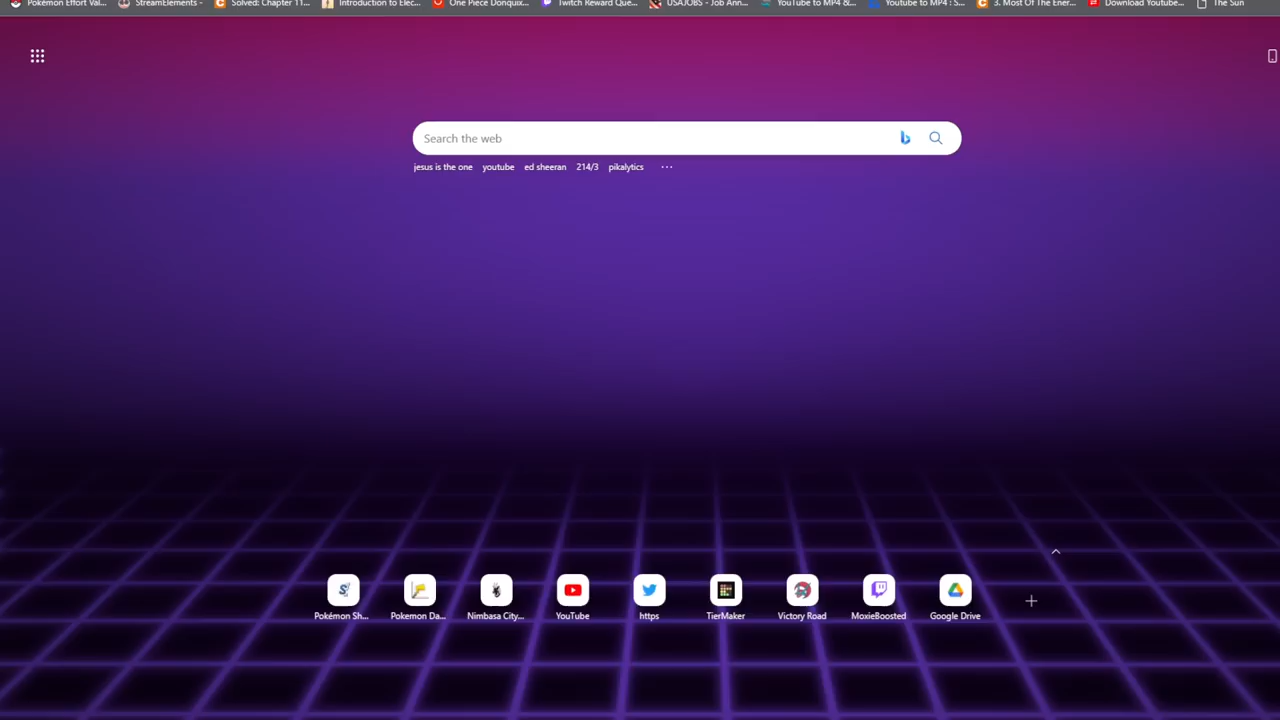 Pokémon Effort Val... StreamElements - Solved: Chapter 11... Introduction to Elec... One Piece Donquix... Twitch Reward Que... USAJOBS - Job Ann... YouTube to MP4 &... Youtube to MP4 : S... 3. Most Of The Ener... Download Youtube... The Sun
Search the web
jesus is the one youtube ed sheeran 214/3 pikalytics ...
Pokémon Sh... Pokemon Da... Nimbasa City... YouTube https TierMaker Victory Road MoxieBoosted Google Drive